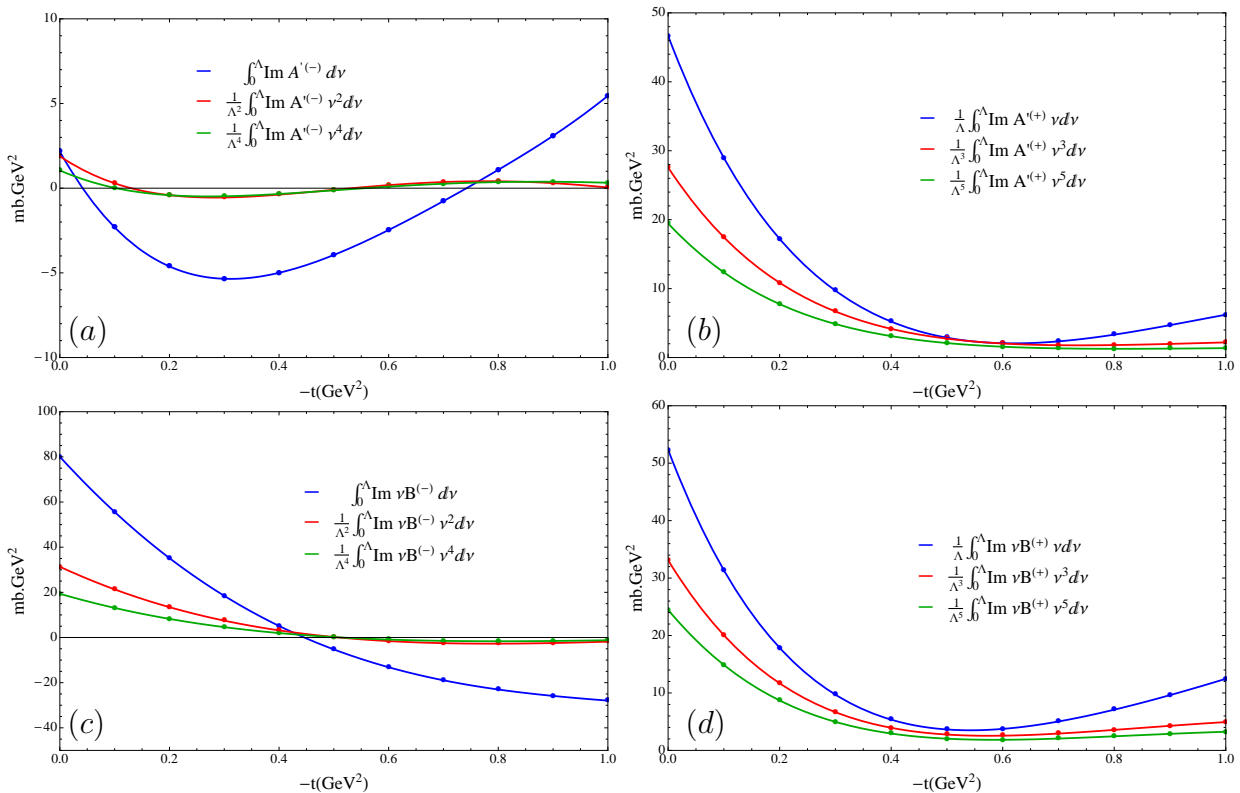 10
5
0
−5
−10
mb.GeV²
∫₀^Λ Im A'⁽⁻⁾ dν
1/Λ² ∫₀^Λ Im A'⁽⁻⁾ ν² dν
1/Λ⁴ ∫₀^Λ Im A'⁽⁻⁾ ν⁴ dν
(a)
0.0 0.2 0.4 0.6 0.8 1.0
−t(GeV²)
50
40
30
20
10
0
mb.GeV²
1/Λ ∫₀^Λ Im A'⁽⁺⁾ ν dν
1/Λ³ ∫₀^Λ Im A'⁽⁺⁾ ν³ dν
1/Λ⁵ ∫₀^Λ Im A'⁽⁺⁾ ν⁵ dν
(b)
0.0 0.2 0.4 0.6 0.8 1.0
−t(GeV²)
100
80
60
40
20
0
−20
−40
mb.GeV²
∫₀^Λ Im νB⁽⁻⁾ dν
1/Λ² ∫₀^Λ Im νB⁽⁻⁾ ν² dν
1/Λ⁴ ∫₀^Λ Im νB⁽⁻⁾ ν⁴ dν
(c)
0.0 0.2 0.4 0.6 0.8 1.0
−t(GeV²)
60
50
40
30
20
10
0
mb.GeV²
1/Λ ∫₀^Λ Im νB⁽⁺⁾ ν dν
1/Λ³ ∫₀^Λ Im νB⁽⁺⁾ ν³ dν
1/Λ⁵ ∫₀^Λ Im νB⁽⁺⁾ ν⁵ dν
(d)
0.0 0.2 0.4 0.6 0.8 1.0
−t(GeV²)